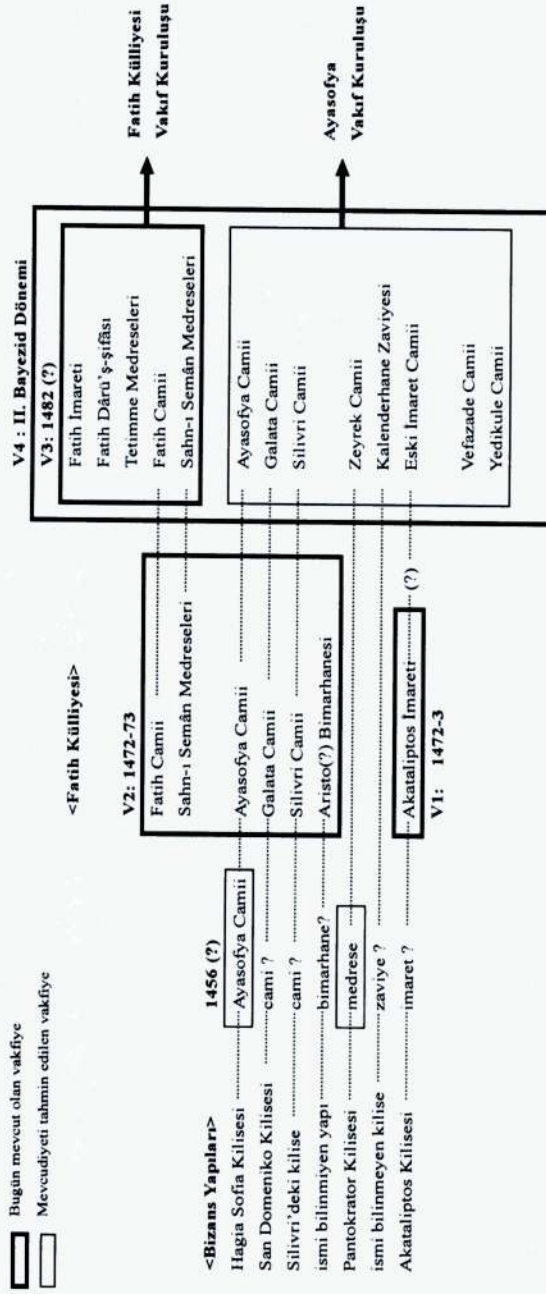 Bugün mevcut olan vakfiye
Mevcudiyeti tahmin edilen vakfiye
<Bizans Yapıları>
Hagia Sofia Kilisesi
San Domeniko Kilisesi
Silivri'deki kilise
ismi bilinmiyen yapı
Pantokrator Kilisesi
ismi bilinmeyen kilise
Akataliptos Kilisesi
1456 (?)
Ayasofya Camii
cami ?
cami ?
bimarhane?
medrese
zaviye ?
imaret ?
<Fatih Külliyesi>
V2: 1472-73
Fatih Camii
Sahn-ı Semân Medreseleri
Ayasofya Camii
Galata Camii
Silivri Camii
Aristo(?) Bimarhanesi
Akataliptos İmareti
(?)
V1: 1472-3
V4 : II. Bayezid Dönemi
V3: 1482 (?)
Fatih İmareti
Fatih Dârü'ş-şifâsı
Tetimme Medreseleri
Fatih Camii
Sahn-ı Semân Medreseleri
Ayasofya Camii
Galata Camii
Silivri Camii
Zeyrek Camii
Kalenderhane Zaviyesi
Eski İmaret Camii
Vefazade Camii
Yedikule Camii
Fatih Külliyesi
Vakıf Kuruluşu
Ayasofya
Vakıf Kuruluşu